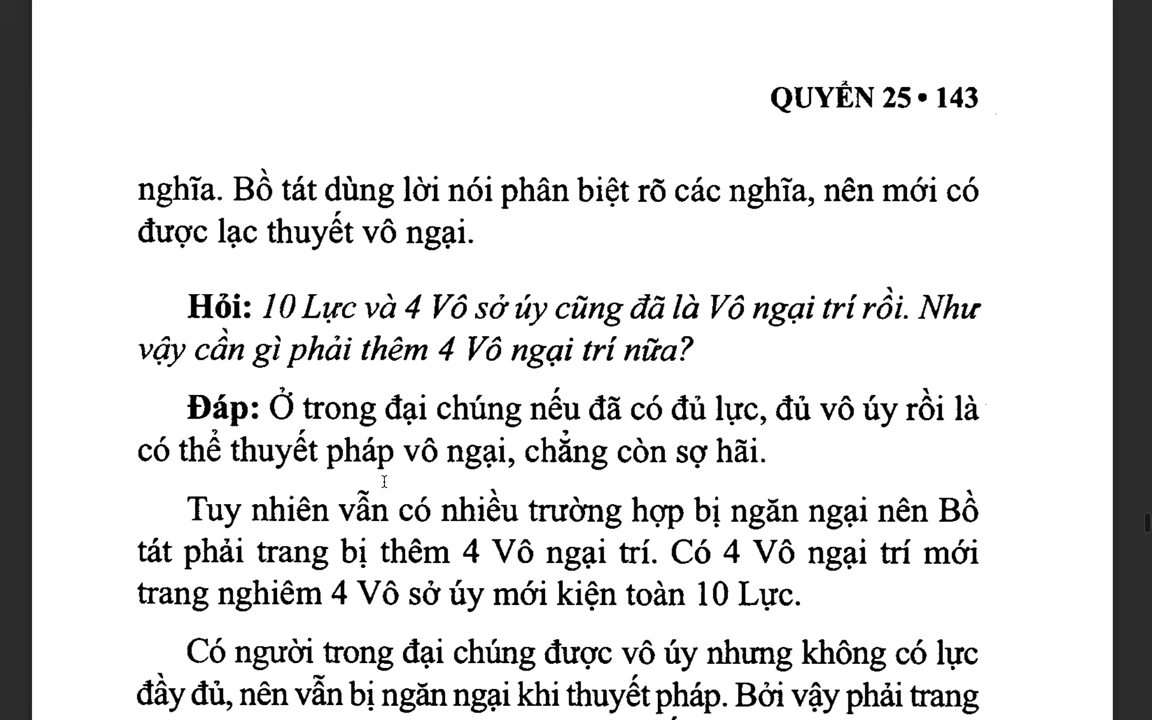 QUYỂN 25 • 143
nghĩa. Bồ tát dùng lời nói phân biệt rõ các nghĩa, nên mới có
được lạc thuyết vô ngại.
Hỏi: 10 Lực và 4 Vô sở úy cũng đã là Vô ngại trí rồi. Như
vậy cần gì phải thêm 4 Vô ngại trí nữa?
Đáp: Ở trong đại chúng nếu đã có đủ lực, đủ vô úy rồi là
có thể thuyết pháp vô ngại, chẳng còn sợ hãi.
Tuy nhiên vẫn có nhiều trường hợp bị ngăn ngại nên Bồ
tát phải trang bị thêm 4 Vô ngại trí. Có 4 Vô ngại trí mới
trang nghiêm 4 Vô sở úy mới kiện toàn 10 Lực.
Có người trong đại chúng được vô úy nhưng không có lực
đầy đủ, nên vẫn bị ngăn ngại khi thuyết pháp. Bởi vậy phải trang